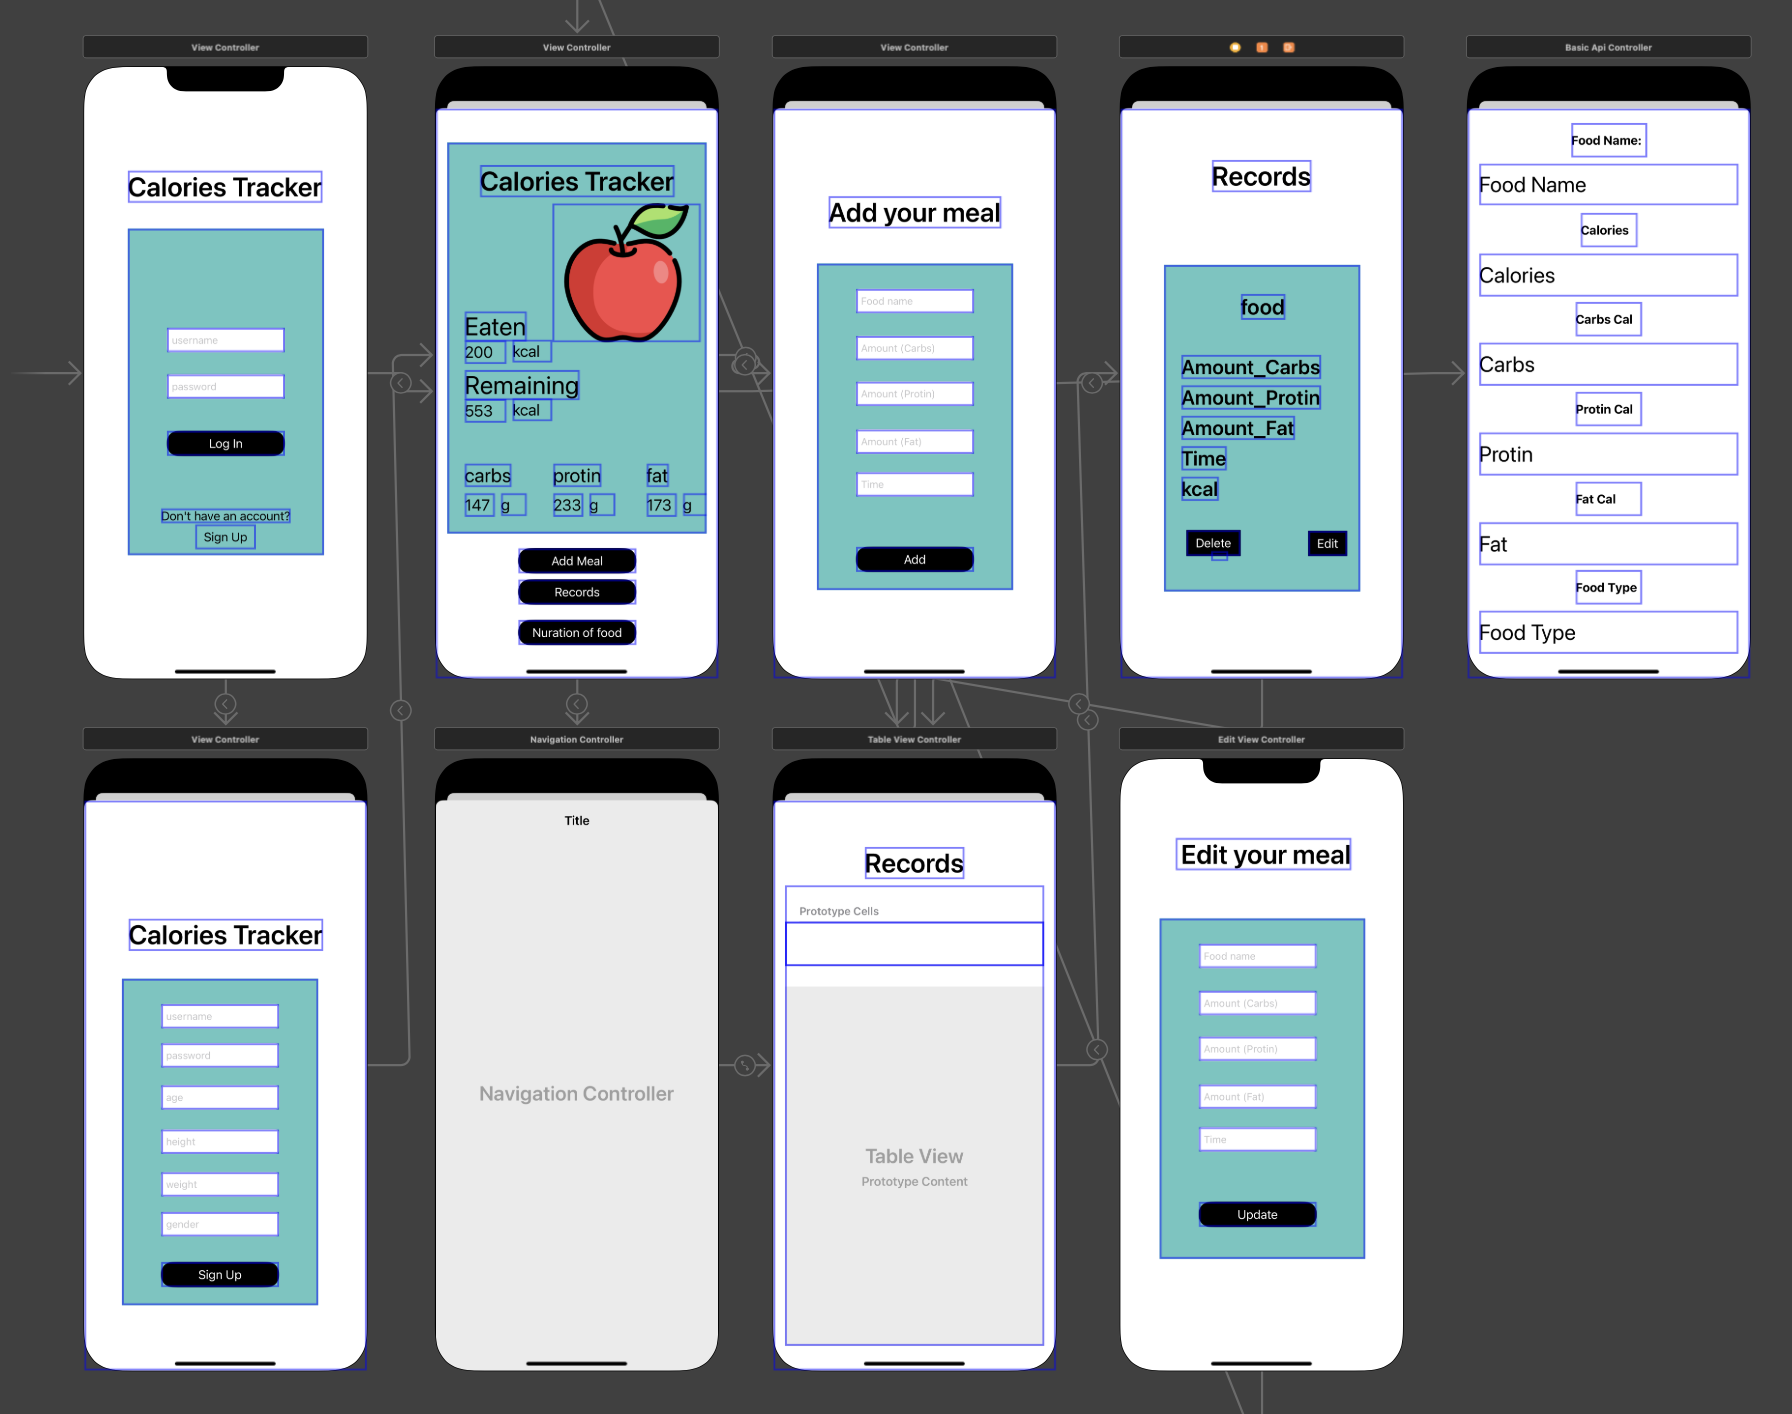 View Controller
Calories Tracker
username
password
Log In
Don't have an account?
Sign Up
View Controller
Calories Tracker
Eaten
200 kcal
Remaining
553 kcal
carbs protin fat
147 g 233 g 173 g
Add Meal
Records
Nuration of food
View Controller
Add your meal
Food name
Amount (Carbs)
Amount (Protin)
Amount (Fat)
Time
Add
Records
food
Amount_Carbs
Amount_Protin
Amount_Fat
Time
kcal
Delete Edit
Basic Api Controller
Food Name:
Food Name
Calories
Calories
Carbs Cal
Carbs
Protin Cal
Protin
Fat Cal
Fat
Food Type
Food Type
View Controller
Calories Tracker
username
password
age
height
weight
gender
Sign Up
Navigation Controller
Title
Navigation Controller
Table View Controller
Records
Prototype Cells
Table View
Prototype Content
Edit View Controller
Edit your meal
Food name
Amount (Carbs)
Amount (Protin)
Amount (Fat)
Time
Update